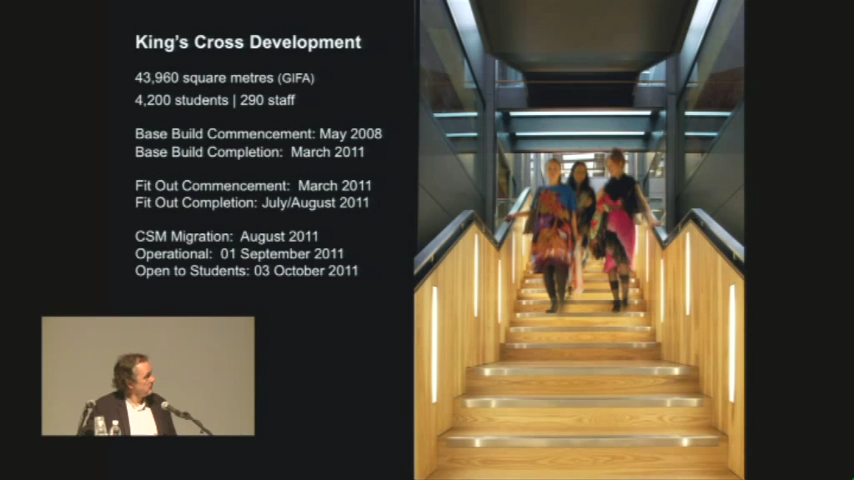 King's Cross Development
43,960 square metres (GIFA)
4,200 students | 290 staff
Base Build Commencement: May 2008
Base Build Completion: March 2011
Fit Out Commencement: March 2011
Fit Out Completion: July/August 2011
CSM Migration: August 2011
Operational: 01 September 2011
Open to Students: 03 October 2011